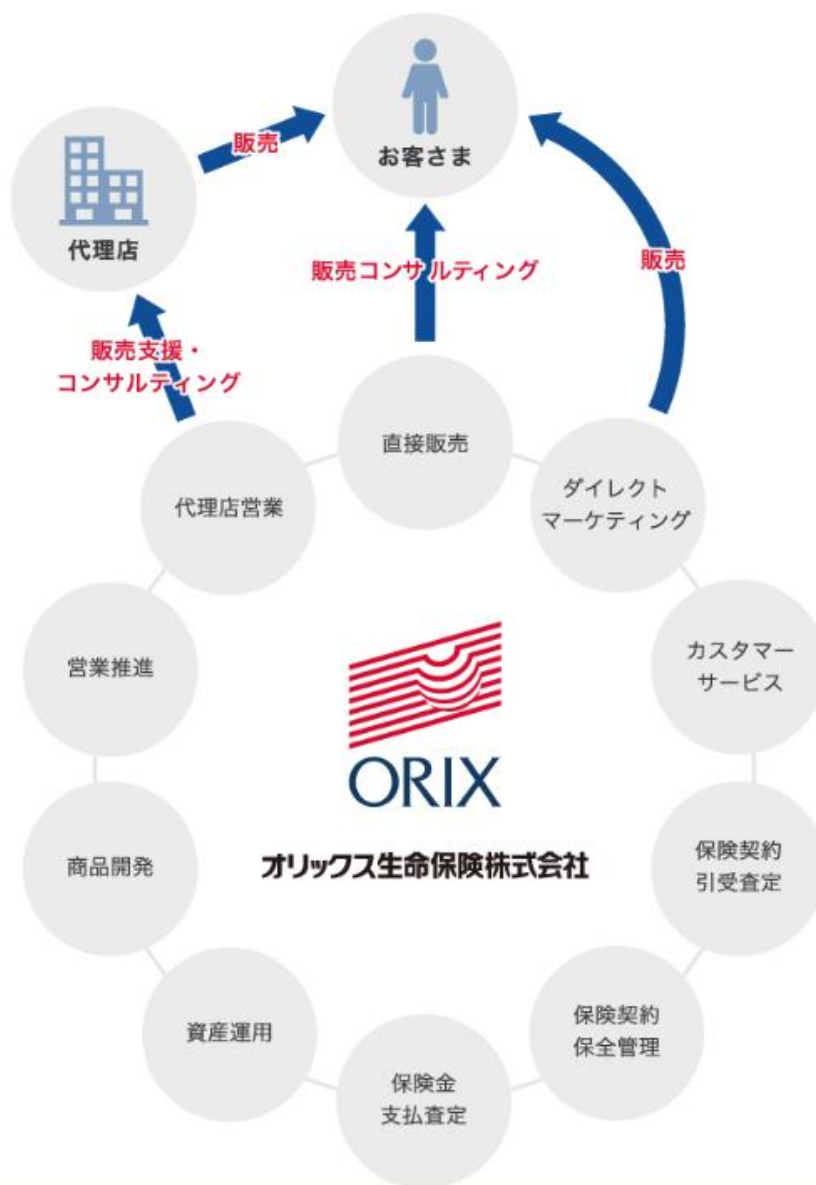 お客さま
代理店
販売
販売コンサルティング
販売
販売支援・
コンサルティング
直接販売
代理店営業
ダイレクト
マーケティング
営業推進
カスタマー
サービス
ORIX
オリックス生命保険株式会社
商品開発
保険契約
引受査定
資産運用
保険契約
保全管理
保険金
支払査定